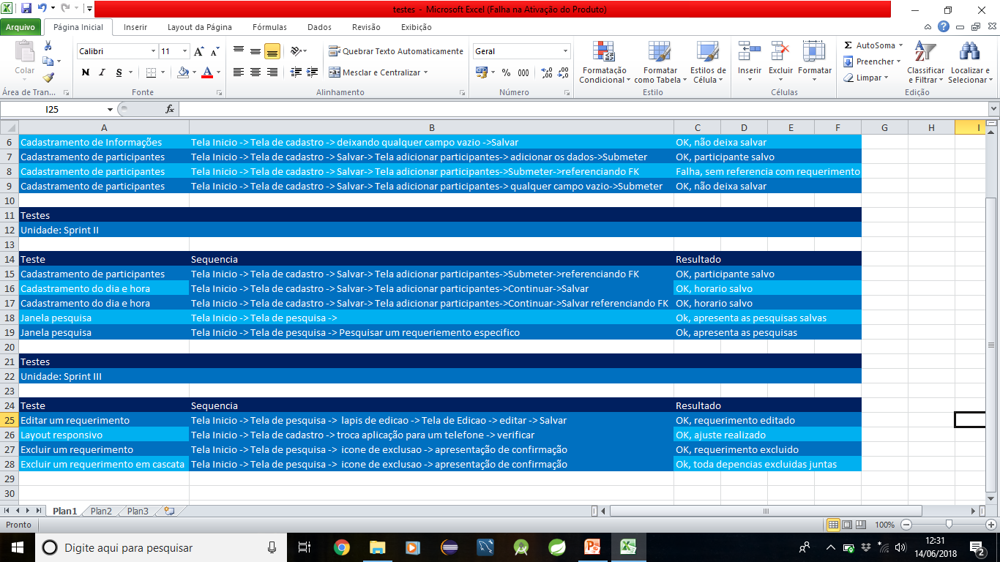 testes - Microsoft Excel (Falha na Ativação do Produto)
Arquivo Página Inicial Inserir Layout da Página Fórmulas Dados Revisão Exibição
Colar
Calibri 11
Quebrar Texto Automaticamente
Geral
Formatação Condicional
Formatar como Tabela
Estilos de Célula
Inserir Excluir Formatar
Σ AutoSoma
Preencher
Limpar
Classificar e Filtrar
Localizar e Selecionar
N I S
Mesclar e Centralizar
% 000
Área de Tran... Fonte Alinhamento Número Estilo Células Edição
I25 fx
A B C D E F G H I
6 Cadastramento de Informações Tela Inicio -> Tela de cadastro -> deixando qualquer campo vazio ->Salvar OK, não deixa salvar
7 Cadastramento de participantes Tela Inicio -> Tela de cadastro -> Salvar-> Tela adicionar participantes-> adicionar os dados->Submeter OK, participante salvo
8 Cadastramento de participantes Tela Inicio -> Tela de cadastro -> Salvar-> Tela adicionar participantes->Submeter->referenciando FK Falha, sem referencia com requerimento
9 Cadastramento de participantes Tela Inicio -> Tela de cadastro -> Salvar-> Tela adicionar participantes-> qualquer campo vazio->Submeter OK, não deixa salvar
10
11 Testes
12 Unidade: Sprint II
13
14 Teste Sequencia Resultado
15 Cadastramento de participantes Tela Inicio -> Tela de cadastro -> Salvar-> Tela adicionar participantes->Submeter->referenciando FK OK, participante salvo
16 Cadastramento do dia e hora Tela Inicio -> Tela de cadastro -> Salvar-> Tela adicionar participantes->Continuar->Salvar OK, horario salvo
17 Cadastramento do dia e hora Tela Inicio -> Tela de cadastro -> Salvar-> Tela adicionar participantes->Continuar->Salvar referenciando FK OK, horario salvo
18 Janela pesquisa Tela Inicio -> Tela de pesquisa -> Ok, apresenta as pesquisas salvas
19 Janela pesquisa Tela Inicio -> Tela de pesquisa -> Pesquisar um requeriemento especifico Ok, apresenta as pesquisas
20
21 Testes
22 Unidade: Sprint III
23
24 Teste Sequencia Resultado
25 Editar um requerimento Tela Inicio -> Tela de pesquisa -> lapis de edicao -> Tela de Edicao -> editar -> Salvar OK, requerimento editado
26 Layout responsivo Tela Inicio -> Tela de cadastro -> troca aplicação para um telefone -> verificar OK, ajuste realizado
27 Excluir um requerimento Tela Inicio -> Tela de pesquisa -> icone de exclusao -> apresentação de confirmação OK, requerimento excluido
28 Excluir um requerimento em cascata Tela Inicio -> Tela de pesquisa -> icone de exclusao -> apresentação de confirmação Ok, toda depencias excluidas juntas
29
30
Plan1 Plan2 Plan3
Pronto 100%
Digite aqui para pesquisar
12:31
14/06/2018
2